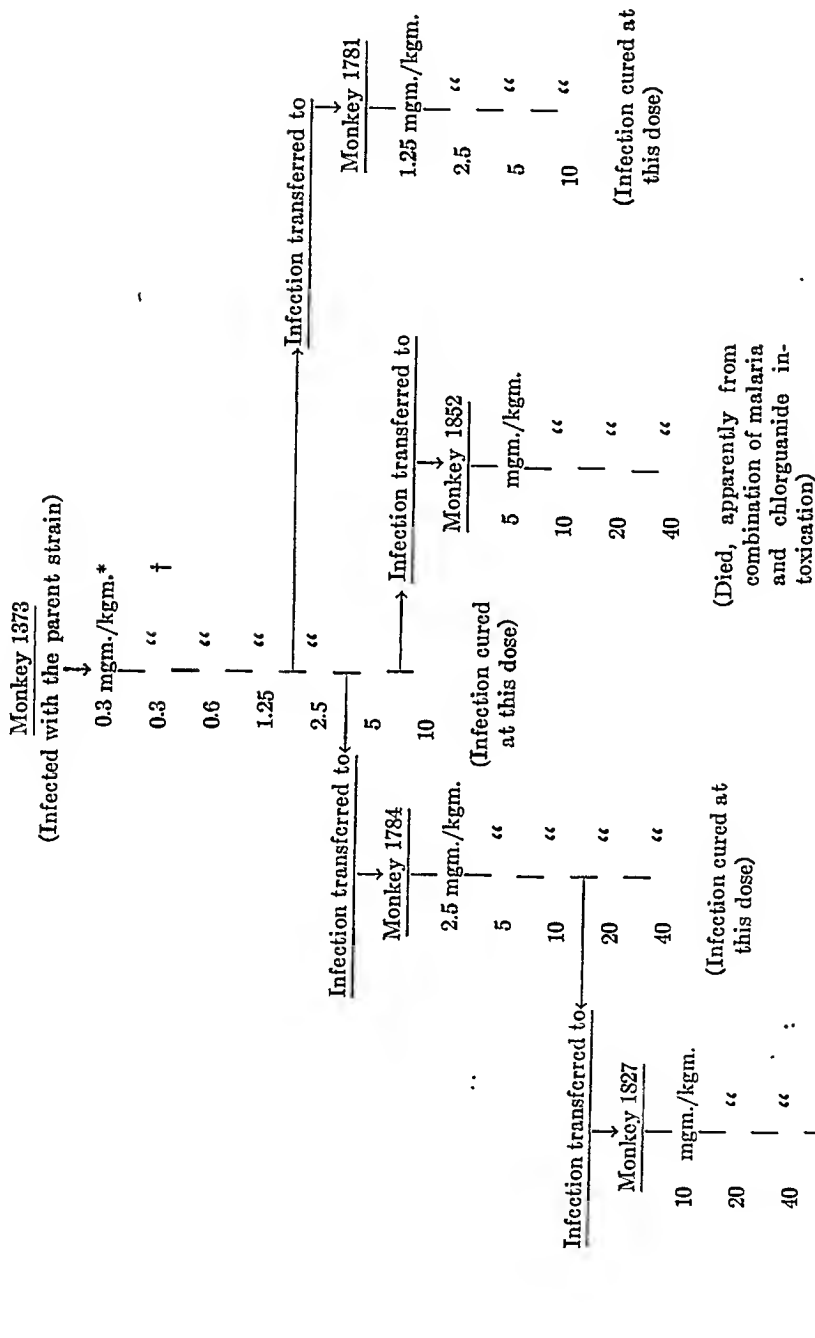 Monkey 1373
(Infected with the parent strain)
0.3 mgm./kgm.*
0.3 “ †
0.6 “
1.25 “
2.5 “
5
10
(Infection cured
at this dose)
Infection transferred to
Monkey 1781
1.25 mgm./kgm.
2.5 “
5 “
10 “
(Infection cured at
this dose)
Infection transferred to
Monkey 1852
5 mgm./kgm.
10 “
20 “
40 “
(Died, apparently from
combination of malaria
and chlorguanide in-
toxication)
Infection transferred to
Monkey 1784
2.5 mgm./kgm.
5 “
10 “
20 “
40 “
(Infection cured at
this dose)
Infection transferred to
Monkey 1827
10 mgm./kgm.
20 “
40 “